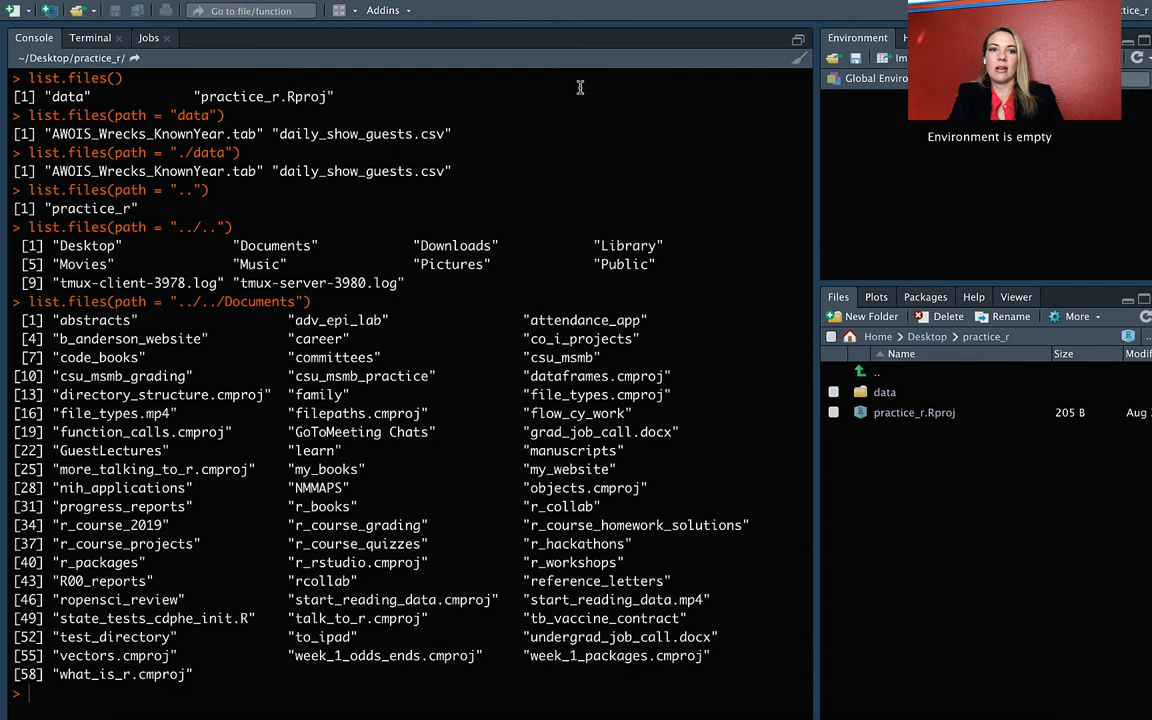 Go to file/function
Addins
tice_r
Console Terminal Jobs
~/Desktop/practice_r/
> list.files()
[1] "data" "practice_r.Rproj"
> list.files(path = "data")
[1] "AWOIS_Wrecks_KnownYear.tab" "daily_show_guests.csv"
> list.files(path = "./data")
[1] "AWOIS_Wrecks_KnownYear.tab" "daily_show_guests.csv"
> list.files(path = "..")
[1] "practice_r"
> list.files(path = "../..")
[1] "Desktop" "Documents" "Downloads" "Library"
[5] "Movies" "Music" "Pictures" "Public"
[9] "tmux-client-3978.log" "tmux-server-3980.log"
> list.files(path = "../../Documents")
[1] "abstracts" "adv_epi_lab" "attendance_app"
[4] "b_anderson_website" "career" "co_i_projects"
[7] "code_books" "committees" "csu_msmb"
[10] "csu_msmb_grading" "csu_msmb_practice" "dataframes.cmproj"
[13] "directory_structure.cmproj" "family" "file_types.cmproj"
[16] "file_types.mp4" "filepaths.cmproj" "flow_cy_work"
[19] "function_calls.cmproj" "GoToMeeting Chats" "grad_job_call.docx"
[22] "GuestLectures" "learn" "manuscripts"
[25] "more_talking_to_r.cmproj" "my_books" "my_website"
[28] "nih_applications" "NMMAPS" "objects.cmproj"
[31] "progress_reports" "r_books" "r_collab"
[34] "r_course_2019" "r_course_grading" "r_course_homework_solutions"
[37] "r_course_projects" "r_course_quizzes" "r_hackathons"
[40] "r_packages" "r_rstudio.cmproj" "r_workshops"
[43] "R00_reports" "rcollab" "reference_letters"
[46] "ropensci_review" "start_reading_data.cmproj" "start_reading_data.mp4"
[49] "state_tests_cdphe_init.R" "talk_to_r.cmproj" "tb_vaccine_contract"
[52] "test_directory" "to_ipad" "undergrad_job_call.docx"
[55] "vectors.cmproj" "week_1_odds_ends.cmproj" "week_1_packages.cmproj"
[58] "what_is_r.cmproj"
>
Environment H
Im
Global Enviro
Environment is empty
Files Plots Packages Help Viewer
New Folder Delete Rename More
Home Desktop practice_r ..
Name Size Modif
..
data
practice_r.Rproj 205 B Aug